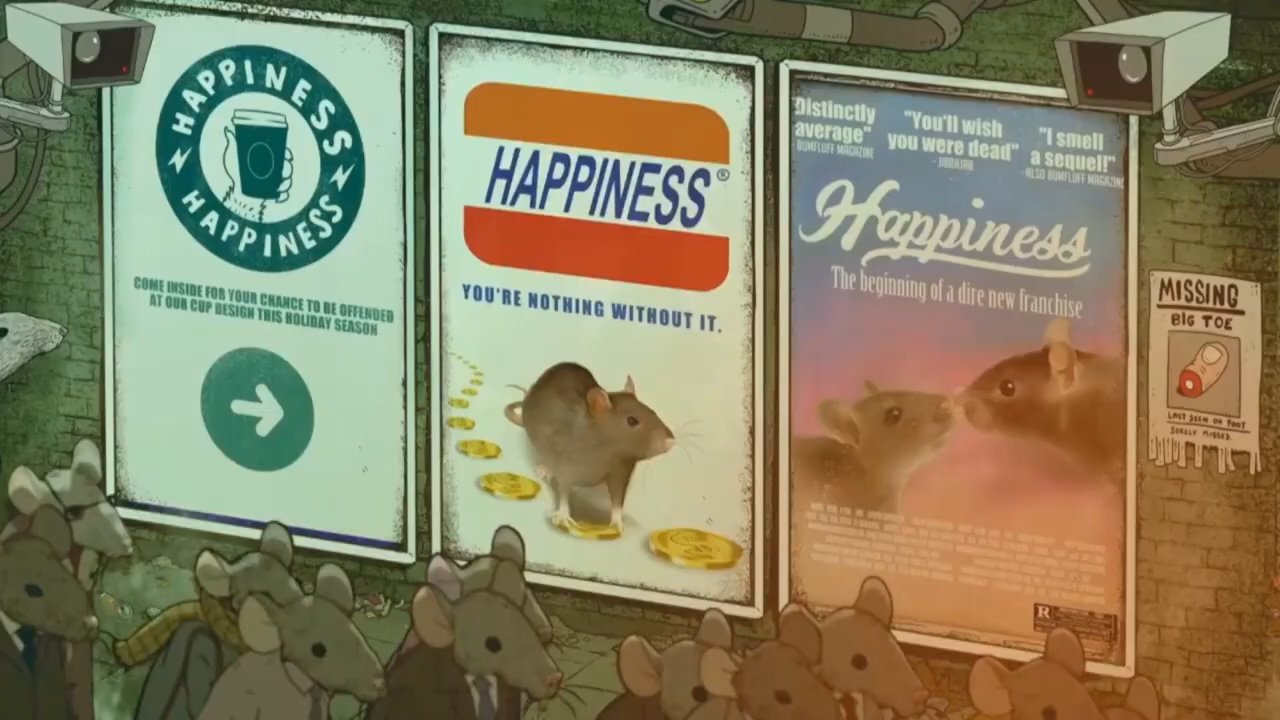 HAPPINESS
HAPPINESS
COME INSIDE FOR YOUR CHANCE TO BE OFFENDED
AT OUR CUP DESIGN THIS HOLIDAY SEASON
HAPPINESS®
YOU'RE NOTHING WITHOUT IT.
Distinctly
average"
BUMFLUFF MAGAZINE
"You'll wish
you were dead"
"I smell
a sequel!"
- ALSO BUMFLUFF MAGAZINE
Happiness
The beginning of a dire new franchise
R
MISSING
BIG TOE
LAST SEEN ON FOOT
SORELY MISSED.